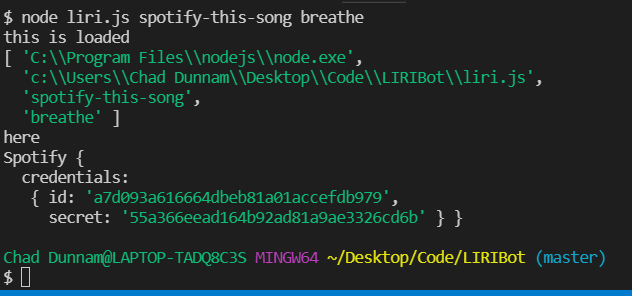 $ node liri.js spotify-this-song breathe
this is loaded
[ 'C:\\Program Files\\nodejs\\node.exe',
  'c:\\Users\\Chad Dunnam\\Desktop\\Code\\LIRIBot\\liri.js',
  'spotify-this-song',
  'breathe' ]
here
Spotify {
  credentials:
   { id: 'a7d093a616664dbeb81a01accefdb979',
     secret: '55a366eead164b92ad81a9ae3326cd6b' } }

Chad Dunnam@LAPTOP-TADQ8C3S MINGW64 ~/Desktop/Code/LIRIBot (master)
$